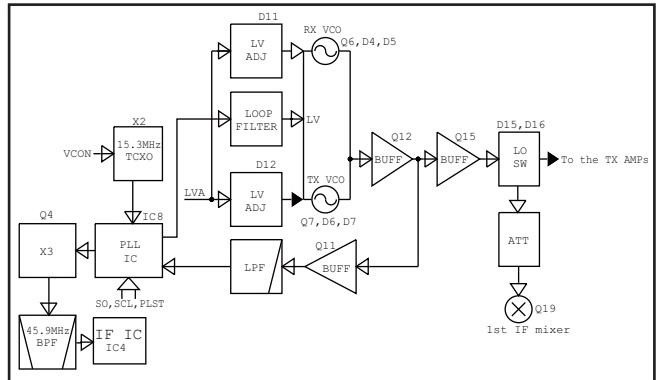 D11
RX VCO
Q6,D4,D5
LV
ADJ
X2
LOOP
FILTER
LV
Q12
Q15
D15,D16
VCON
15.3MHz
TCXO
BUFF
BUFF
LO
SW
To the TX AMPs
D12
TX VCO
LVA
LV
ADJ
Q4
IC8
Q7,D6,D7
X3
PLL
IC
Q11
LPF
BUFF
ATT
SO,SCL,PLST
Q19
45.9MHz
BPF
IF IC
IC4
1st IF mixer